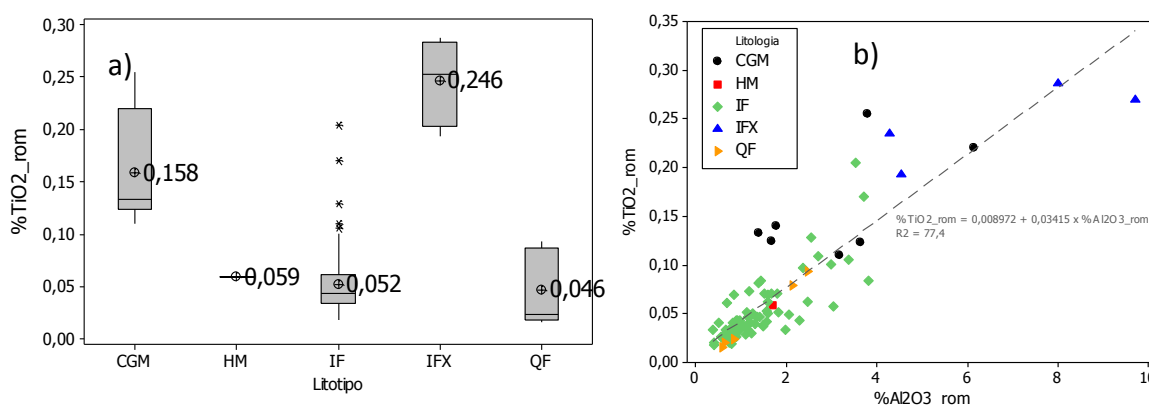 a)
%TiO2_rom
0,30
0,25
0,20
0,15
0,10
0,05
0,00
0,158
0,059
0,052
0,246
0,046
CGM HM IF IFX QF
Litotipo
b)
%TiO2_rom
0,35
0,30
0,25
0,20
0,15
0,10
0,05
0,00
Litologia
CGM
HM
IF
IFX
QF
%TiO2_rom = 0,008972 + 0,03415 x %Al2O3_rom
R2 = 77,4
0 2 4 6 8 10
%Al2O3_rom